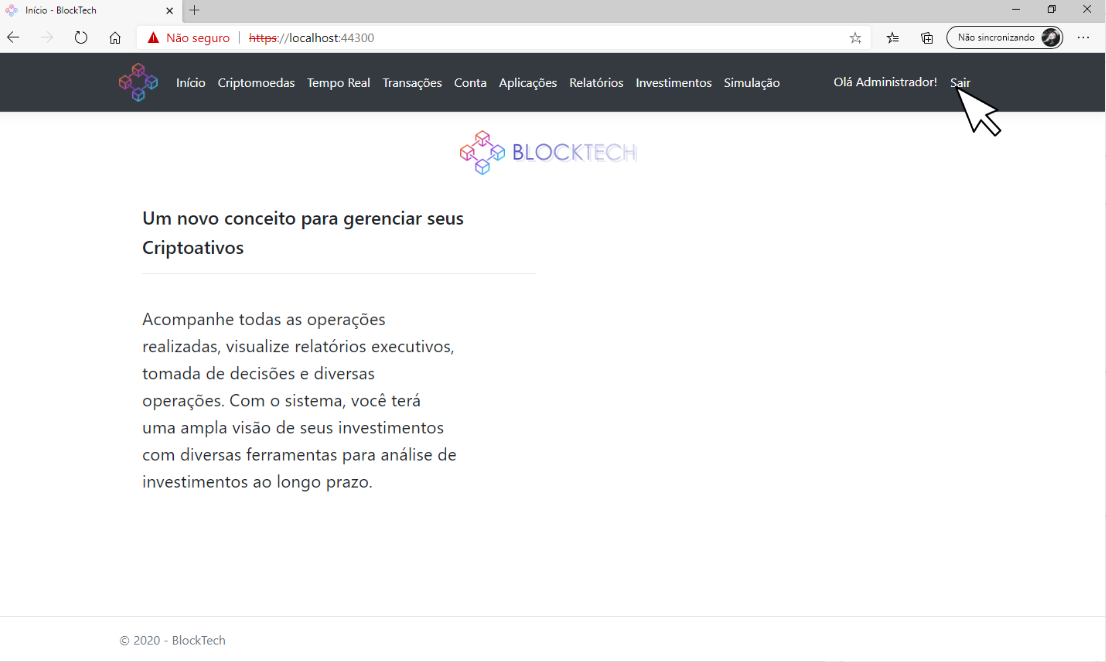 Início - BlockTech
Não seguro | https://localhost:44300
Não sincronizando
Início Criptomoedas Tempo Real Transações Conta Aplicações Relatórios Investimentos Simulação Olá Administrador! Sair
BLOCKTECH
Um novo conceito para gerenciar seus
Criptoativos
Acompanhe todas as operações
realizadas, visualize relatórios executivos,
tomada de decisões e diversas
operações. Com o sistema, você terá
uma ampla visão de seus investimentos
com diversas ferramentas para análise de
investimentos ao longo prazo.
© 2020 - BlockTech